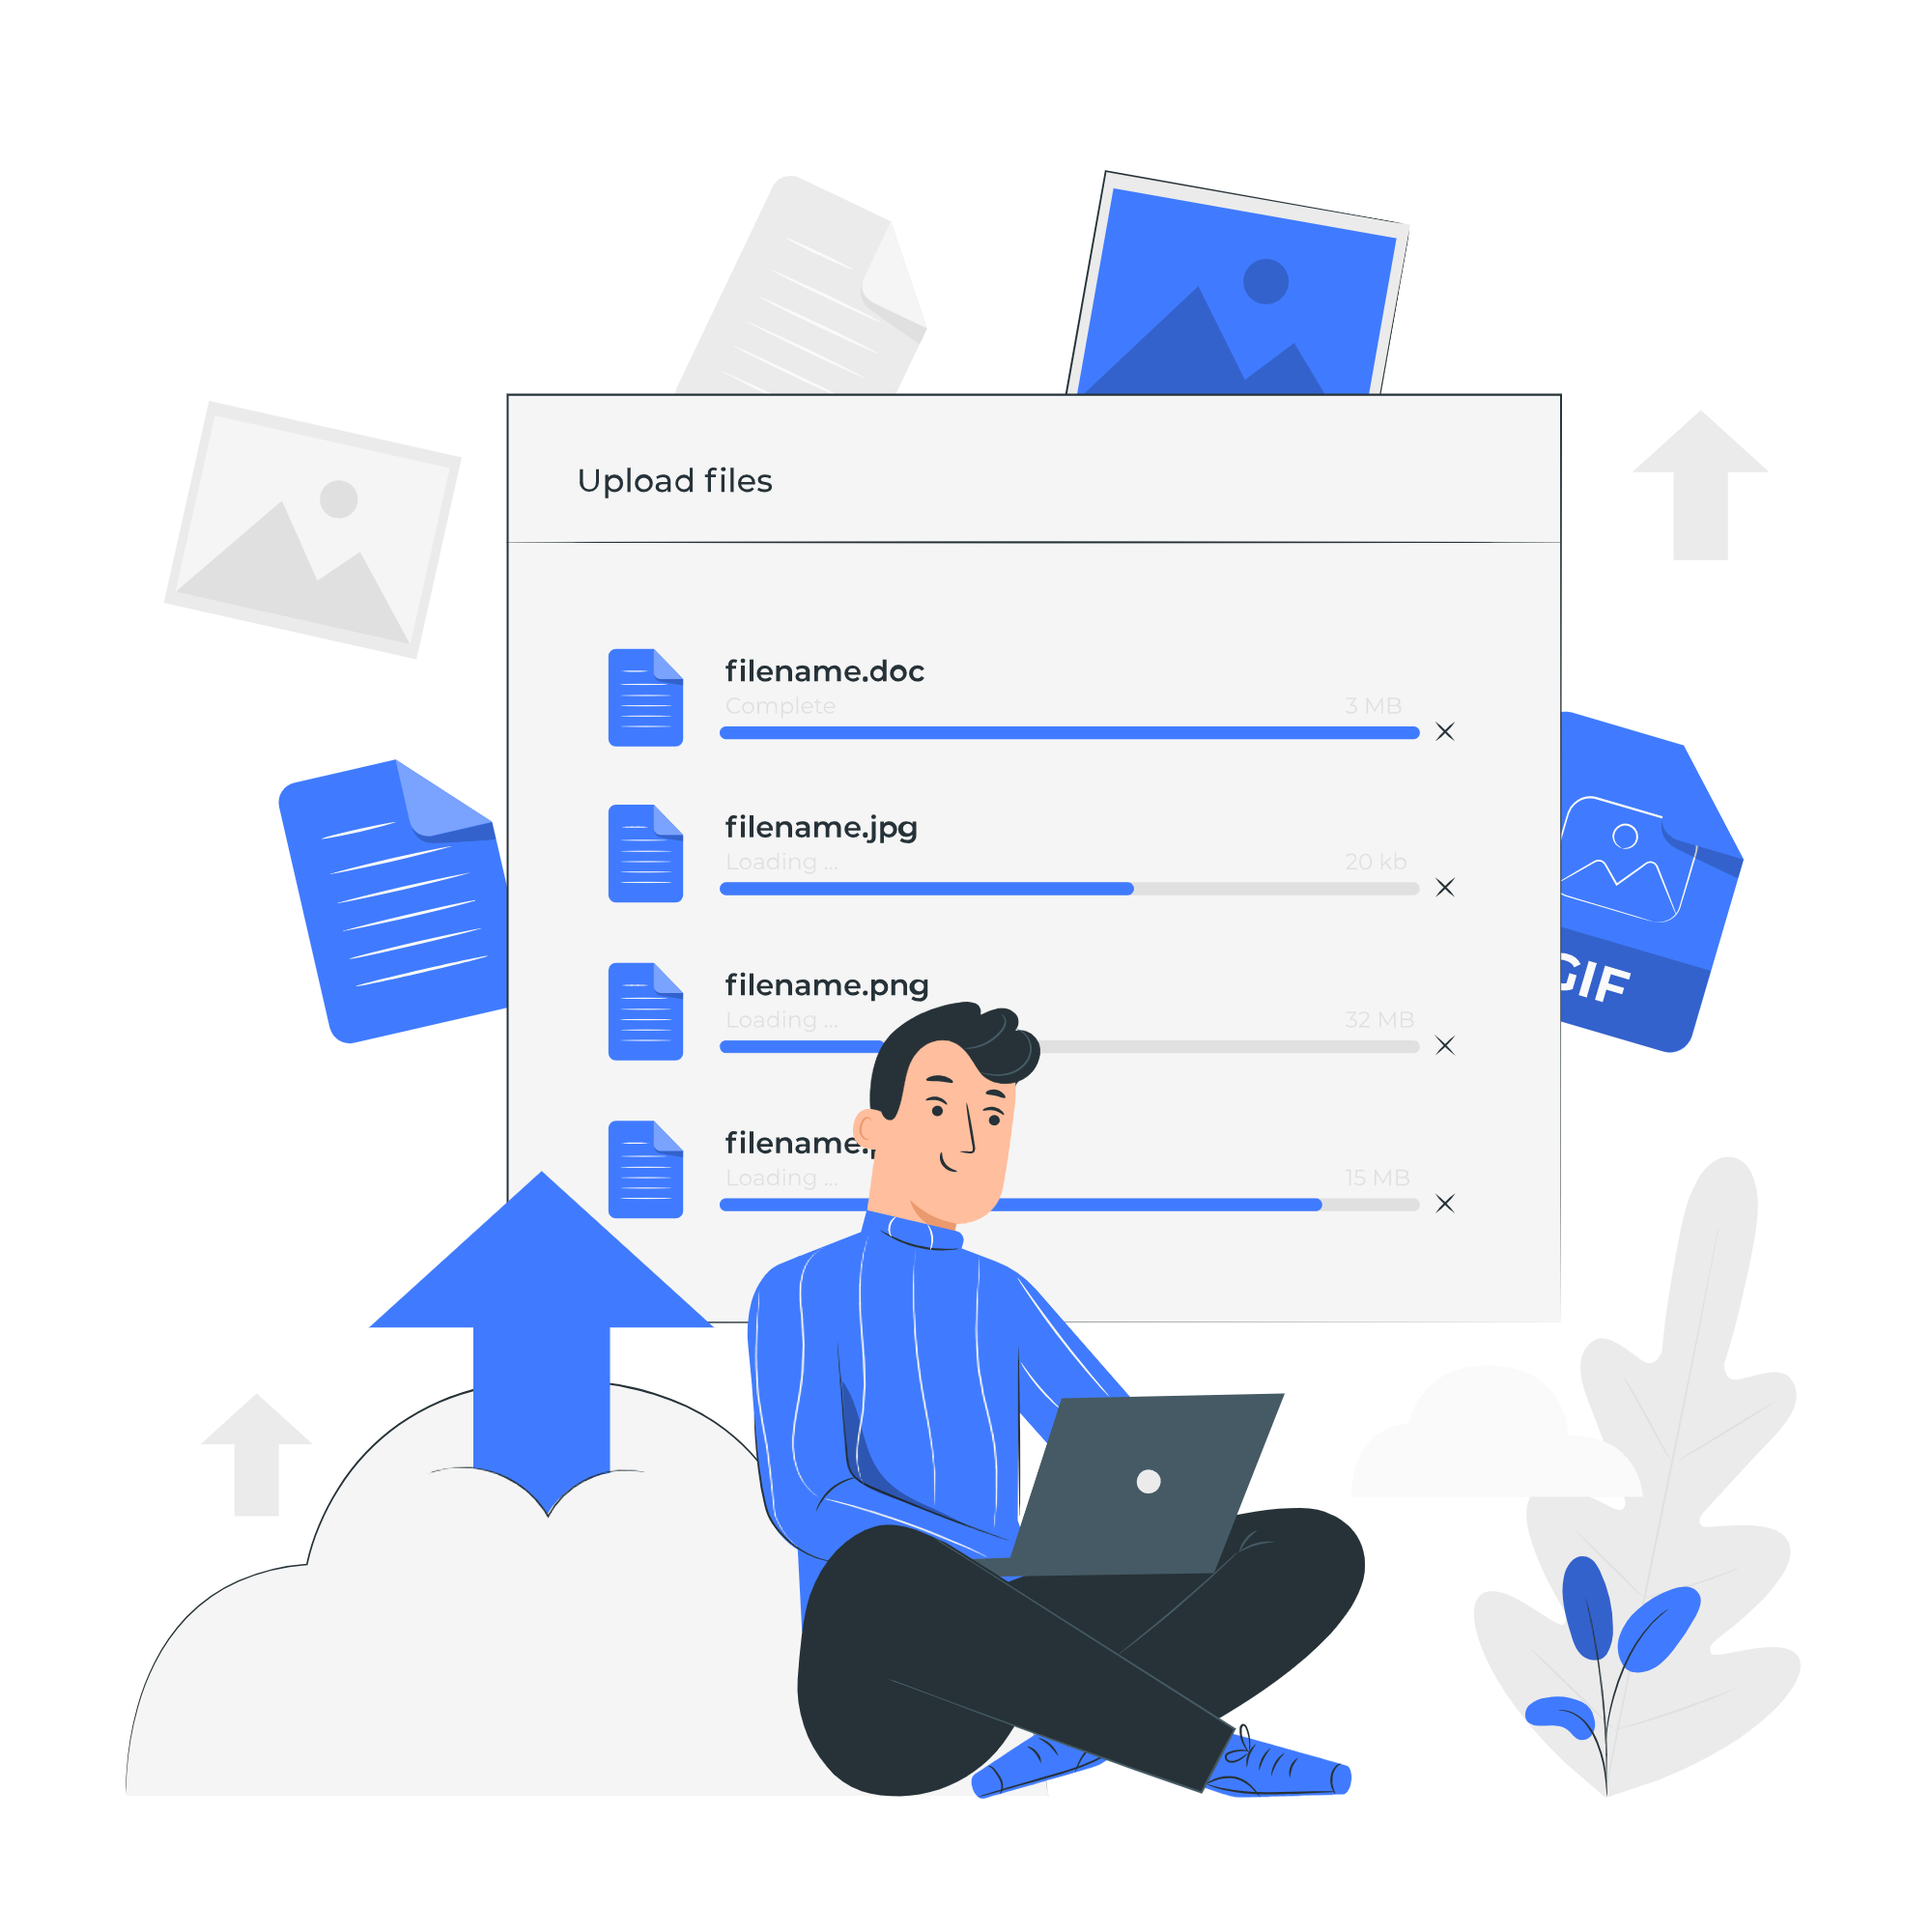 Upload files
filename.doc
Complete 3 MB
filename.jpg
Loading ... 20 kb
filename.png
Loading ... 32 MB
filename.
Loading ... 15 MB
GIF